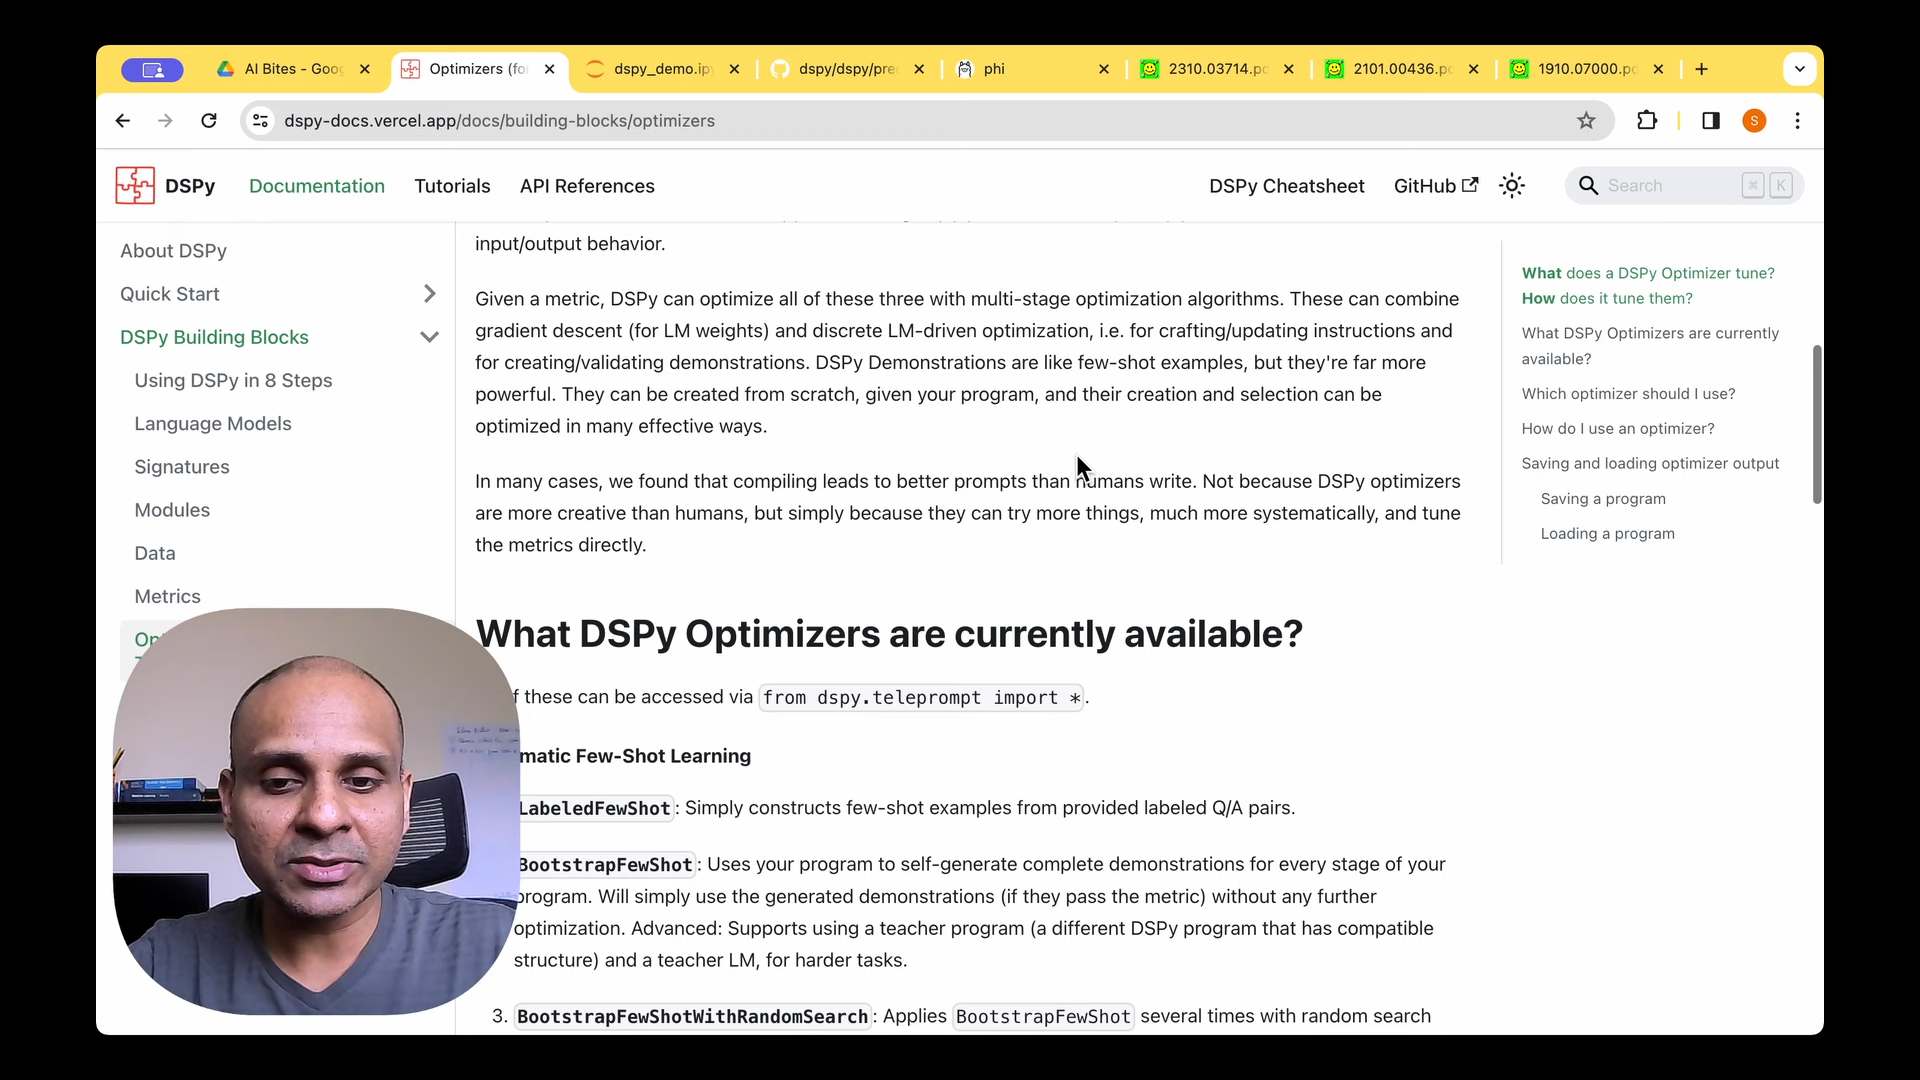 AI Bites - Goog
Optimizers (fo
dspy_demo.ipy
dspy/dspy/pre
phi
2310.03714.pd
2101.00436.pd
1910.07000.pd
dspy-docs.vercel.app/docs/building-blocks/optimizers
S
DSPy
Documentation
Tutorials
API References
DSPy Cheatsheet
GitHub
Search
⌘ K
About DSPy
Quick Start
DSPy Building Blocks
Using DSPy in 8 Steps
Language Models
Signatures
Modules
Data
Metrics
Op
input/output behavior.
Given a metric, DSPy can optimize all of these three with multi-stage optimization algorithms. These can combine
gradient descent (for LM weights) and discrete LM-driven optimization, i.e. for crafting/updating instructions and
for creating/validating demonstrations. DSPy Demonstrations are like few-shot examples, but they're far more
powerful. They can be created from scratch, given your program, and their creation and selection can be
optimized in many effective ways.
In many cases, we found that compiling leads to better prompts than humans write. Not because DSPy optimizers
are more creative than humans, but simply because they can try more things, much more systematically, and tune
the metrics directly.
What DSPy Optimizers are currently available?
f these can be accessed via from dspy.teleprompt import *.
matic Few-Shot Learning
LabeledFewShot: Simply constructs few-shot examples from provided labeled Q/A pairs.
BootstrapFewShot: Uses your program to self-generate complete demonstrations for every stage of your
program. Will simply use the generated demonstrations (if they pass the metric) without any further
optimization. Advanced: Supports using a teacher program (a different DSPy program that has compatible
structure) and a teacher LM, for harder tasks.
3. BootstrapFewShotWithRandomSearch: Applies BootstrapFewShot several times with random search
What does a DSPy Optimizer tune?
How does it tune them?
What DSPy Optimizers are currently
available?
Which optimizer should I use?
How do I use an optimizer?
Saving and loading optimizer output
Saving a program
Loading a program